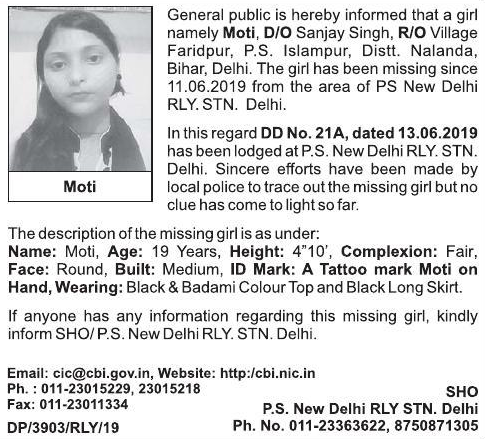 General public is hereby informed that a girl
namely Moti, D/O Sanjay Singh, R/O Village
Faridpur, P.S. Islampur, Distt. Nalanda,
Bihar, Delhi. The girl has been missing since
11.06.2019 from the area of PS New Delhi
RLY. STN. Delhi.
In this regard DD No. 21A, dated 13.06.2019
has been lodged at P.S. New Delhi RLY. STN.
Delhi. Sincere efforts have been made by
local police to trace out the missing girl but no
clue has come to light so far.
Moti
The description of the missing girl is as under:
Name: Moti, Age: 19 Years, Height: 4"10', Complexion: Fair,
Face: Round, Built: Medium, ID Mark: A Tattoo mark Moti on
Hand, Wearing: Black & Badami Colour Top and Black Long Skirt.
If anyone has any information regarding this missing girl, kindly
inform SHO/ P.S. New Delhi RLY. STN. Delhi.
Email: cic@cbi.gov.in, Website: http:/cbi.nic.in
Ph. : 011-23015229, 23015218
Fax: 011-23011334
DP/3903/RLY/19
SHO
P.S. New Delhi RLY STN. Delhi
Ph. No. 011-23363622, 8750871305